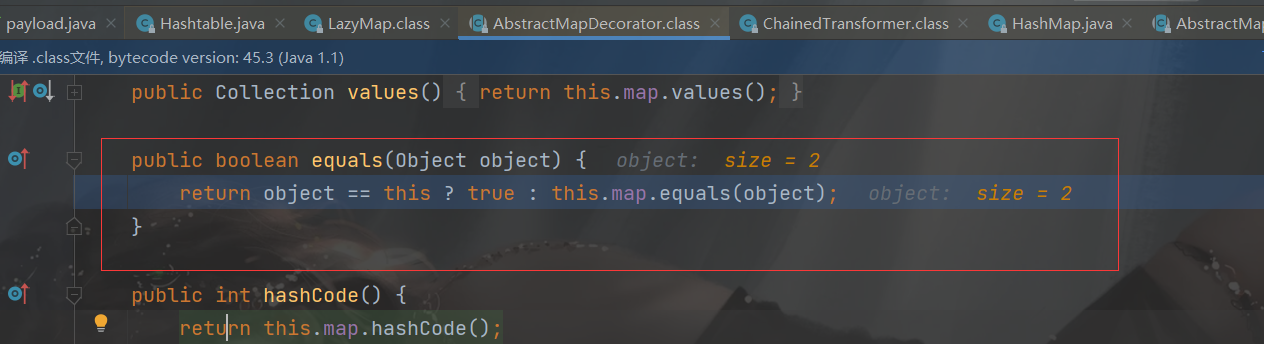 payload.java × Hashtable.java × LazyMap.class × AbstractMapDecorator.class × ChainedTransformer.class × HashMap.java × AbstractMap
编译 .class文件, bytecode version: 45.3 (Java 1.1)
public Collection values() { return this.map.values(); }
public boolean equals(Object object) { object: size = 2
return object == this ? true : this.map.equals(object); object: size = 2
}
public int hashCode() {
return this.map.hashCode();